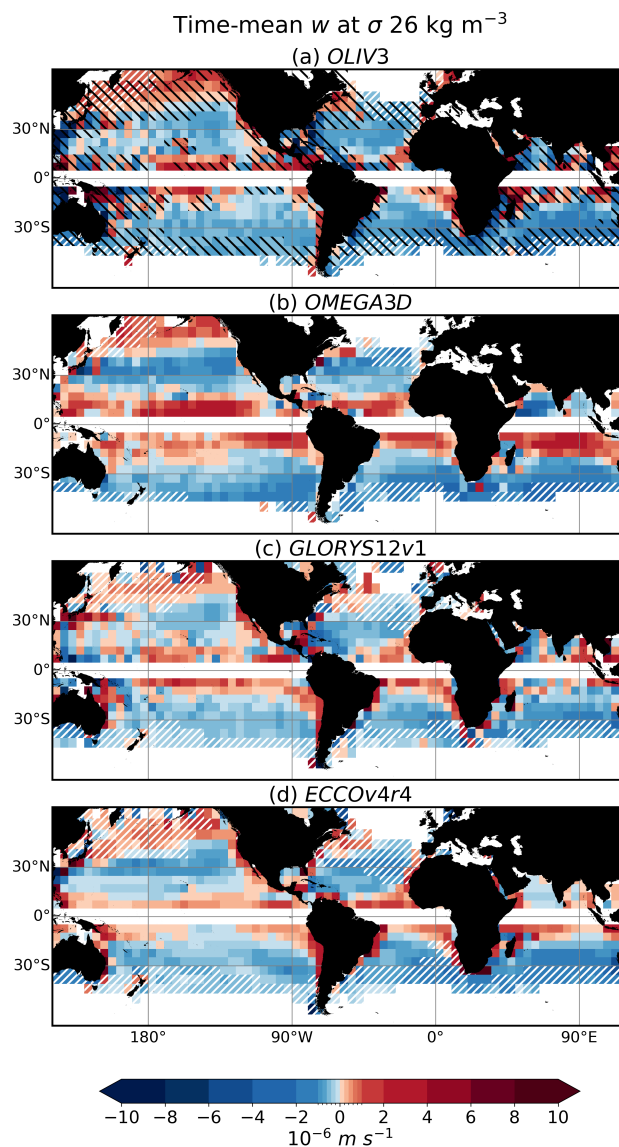 Time-mean w at σ 26 kg m⁻³
(a) OLIV3
30°N
0°
30°S
(b) OMEGA3D
30°N
0°
30°S
(c) GLORYS12v1
30°N
0°
30°S
(d) ECCOv4r4
30°N
0°
30°S
180° 90°W 0° 90°E
−10 −8 −6 −4 −2 0 2 4 6 8 10
10⁻⁶ m s⁻¹